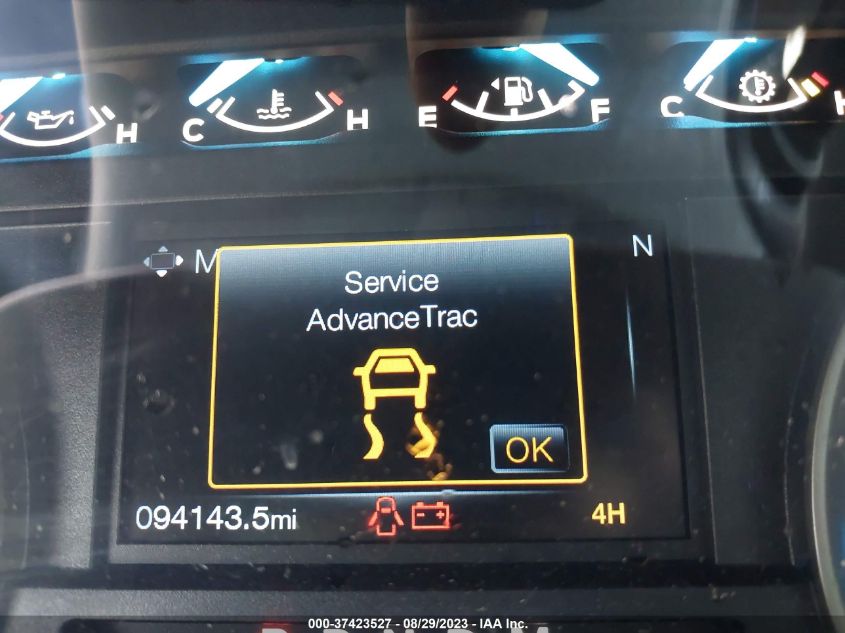 H
C H
E F
C H
M N
Service
AdvanceTrac
OK
094143.5mi 4H
000-37423527 - 08/29/2023 - IAA Inc.